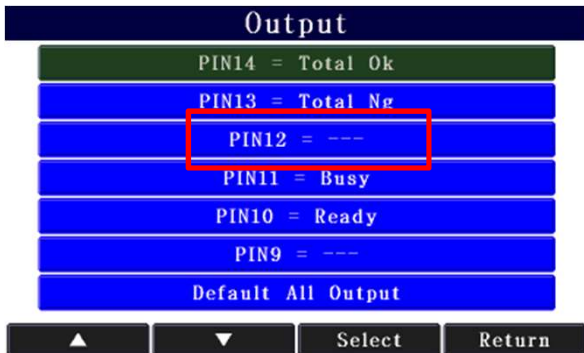 Output
PIN14 = Total Ok
PIN13 = Total Ng
PIN12 = ---
PIN11 = Busy
PIN10 = Ready
PIN9 = ---
Default All Output
▲ ▼ Select Return